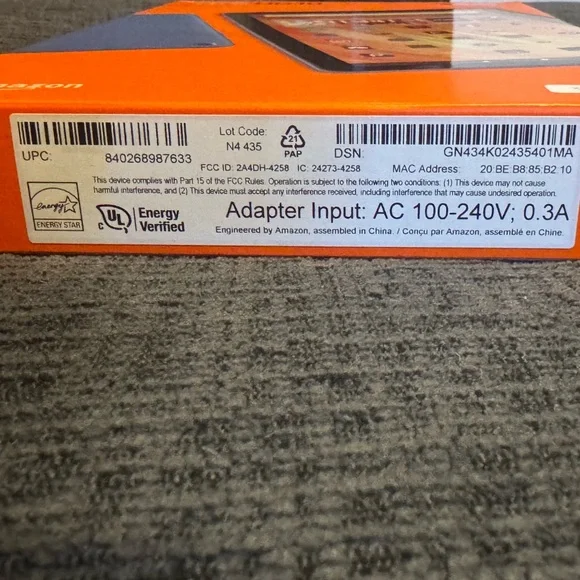 amazon
Lot Code:
N4 435
21
PAP
UPC: 840268987633
DSN: GN434K02435401MA
FCC ID: 2A4DH-4258 IC: 24273-4258 MAC Address: 20:BE:B8:85:B2:10
This device complies with Part 15 of the FCC Rules. Operation is subject to the following two conditions: (1) This device may not cause
harmful interference, and (2) This device must accept any interference received, including interference that may cause undesired operation.
energy
ENERGY STAR
C UL
Energy
Verified
Adapter Input: AC 100-240V; 0.3A
Engineered by Amazon, assembled in China. / Conçu par Amazon, assemblé en Chine.